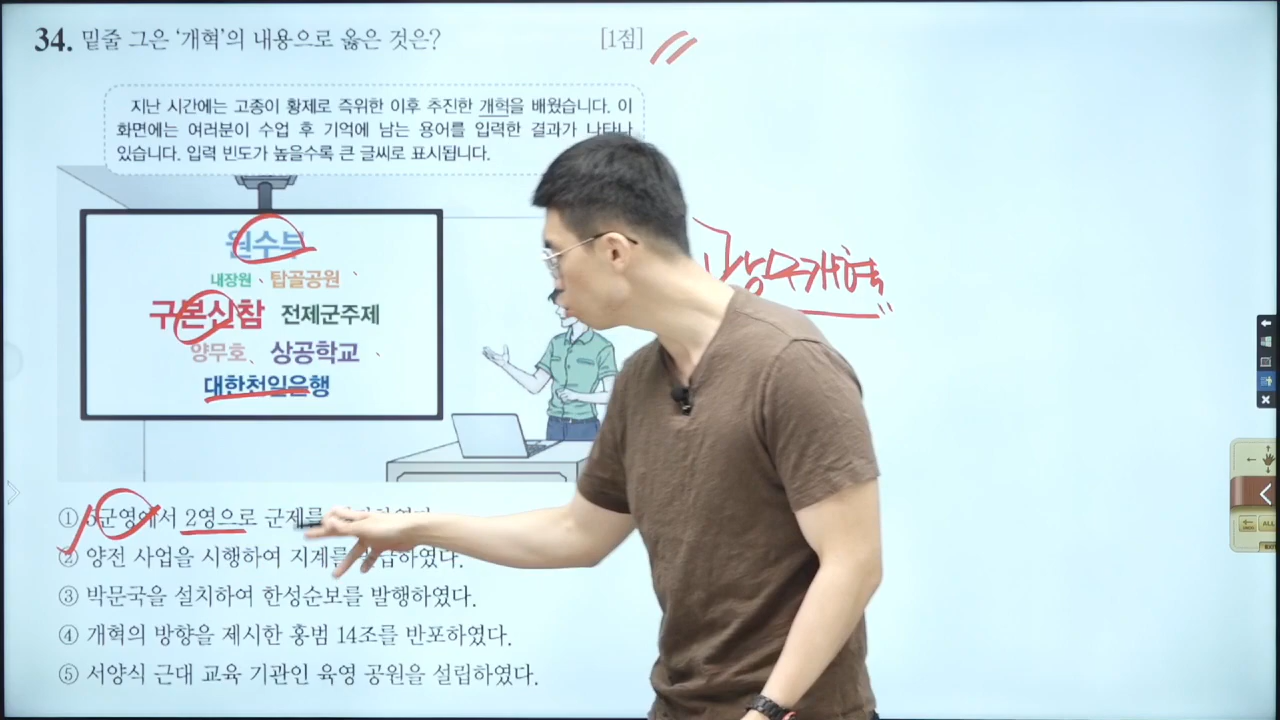 34. 밑줄 그은 '개혁'의 내용으로 옳은 것은? [1점]
지난 시간에는 고종이 황제로 즉위한 이후 추진한 개혁을 배웠습니다. 이
화면에는 여러분이 수업 후 기억에 남는 용어를 입력한 결과가 나타나
있습니다. 입력 빈도가 높을수록 큰 글씨로 표시됩니다.
원수부
내장원 탑골공원
구본신참 전제군주제
양무호 상공학교
대한천일은행
광무개혁
① 5군영에서 2영으로 군제를
② 양전 사업을 시행하여 지계를 발급하였다.
③ 박문국을 설치하여 한성순보를 발행하였다.
④ 개혁의 방향을 제시한 홍범 14조를 반포하였다.
⑤ 서양식 근대 교육 기관인 육영 공원을 설립하였다.
ALL